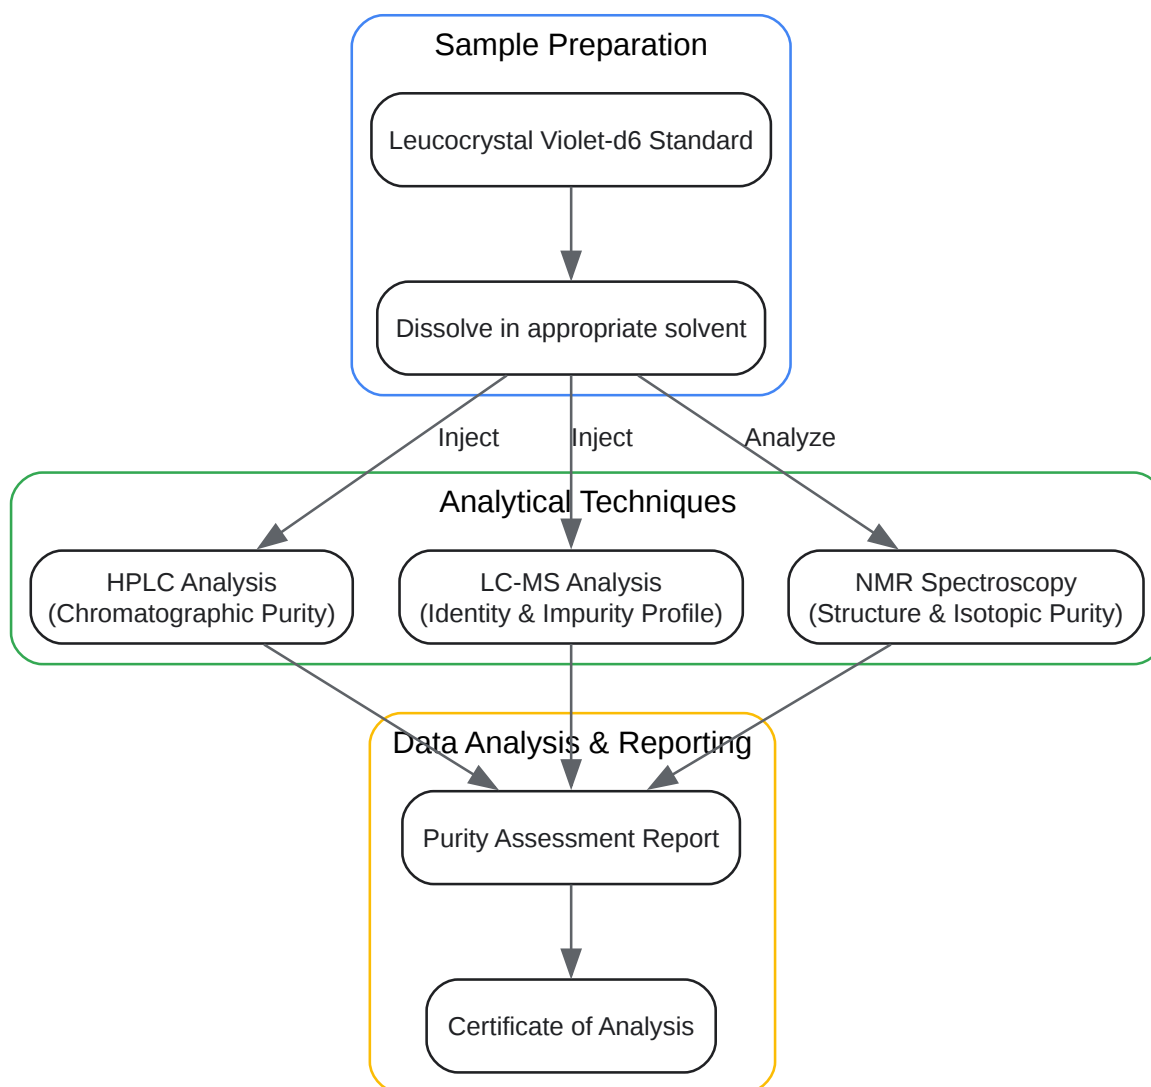 Sample Preparation
Leucocrystal Violet-d6 Standard
Dissolve in appropriate solvent
Inject
Inject
Analyze
Analytical Techniques
HPLC Analysis
(Chromatographic Purity)
LC-MS Analysis
(Identity & Impurity Profile)
NMR Spectroscopy
(Structure & Isotopic Purity)
Data Analysis & Reporting
Purity Assessment Report
Certificate of Analysis